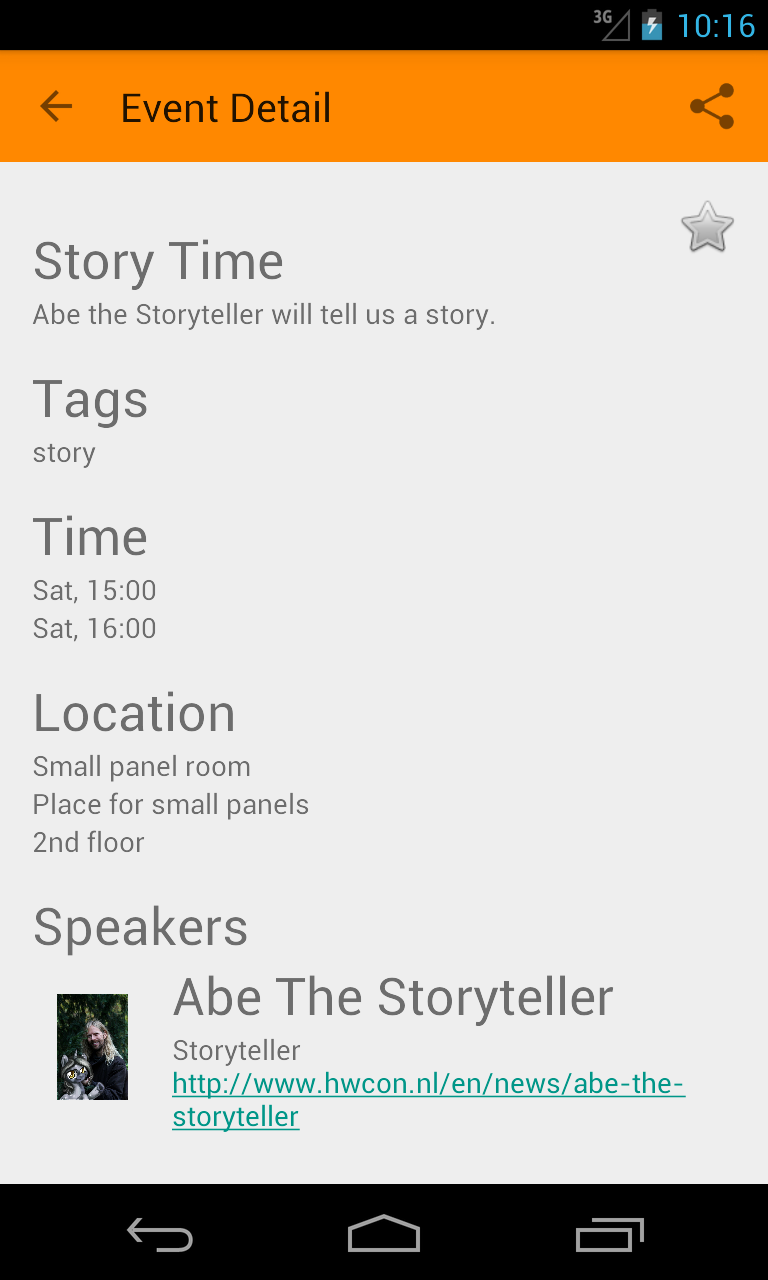 3G 10:16
Event Detail
Story Time
Abe the Storyteller will tell us a story.
Tags
story
Time
Sat, 15:00
Sat, 16:00
Location
Small panel room
Place for small panels
2nd floor
Speakers
Abe The Storyteller
Storyteller
http://www.hwcon.nl/en/news/abe-the-
storyteller